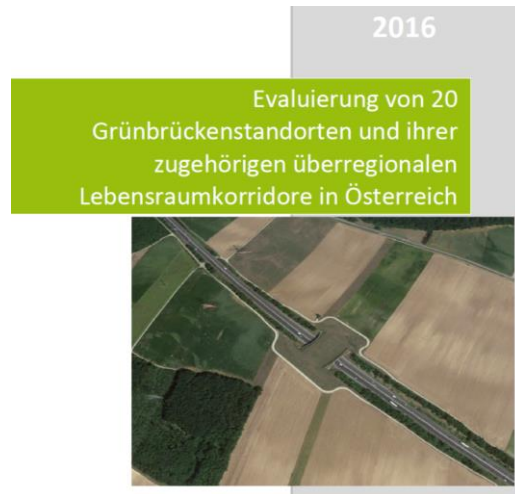 2016
Evaluierung von 20
Grünbrückenstandorten und ihrer
zugehörigen überregionalen
Lebensraumkorridore in Österreich